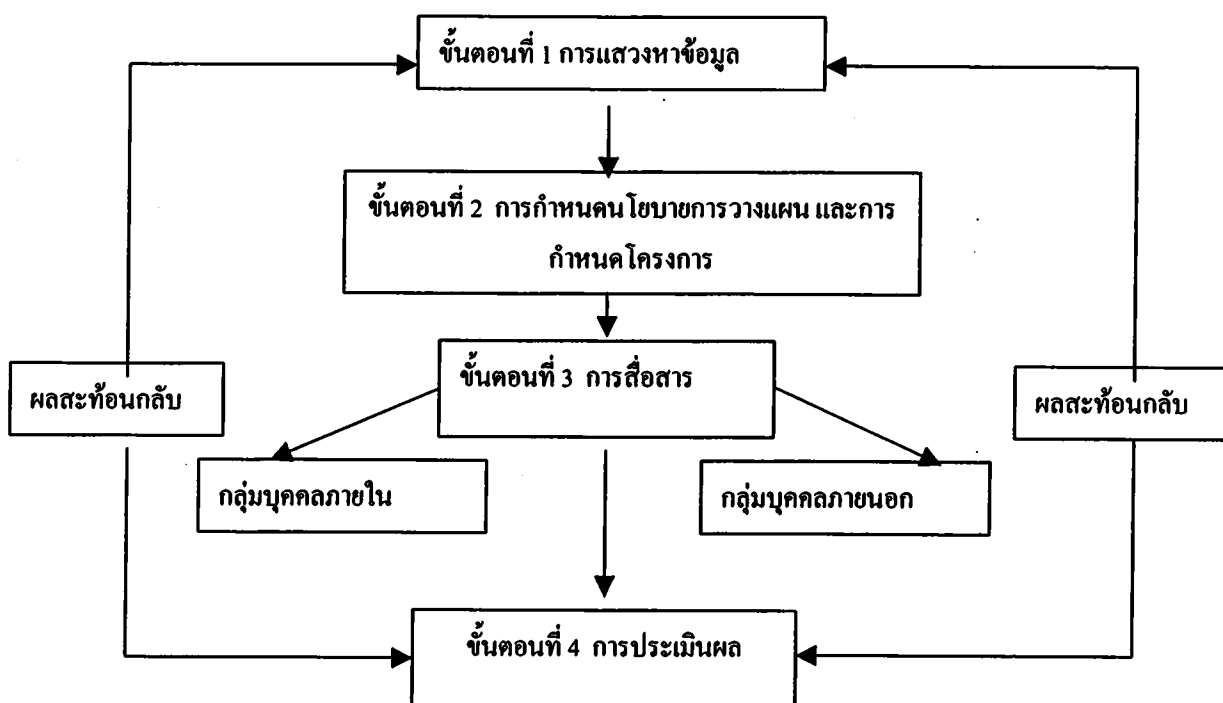 ขั้นตอนที่ 1 การแสวงหาข้อมูล
ขั้นตอนที่ 2 การกำหนดนโยบายการวางแผน และการ
กำหนดโครงการ
ขั้นตอนที่ 3 การสื่อสาร
ผลสะท้อนกลับ
ผลสะท้อนกลับ
กลุ่มบุคคลภายใน
กลุ่มบุคคลภายนอก
ขั้นตอนที่ 4 การประเมินผล